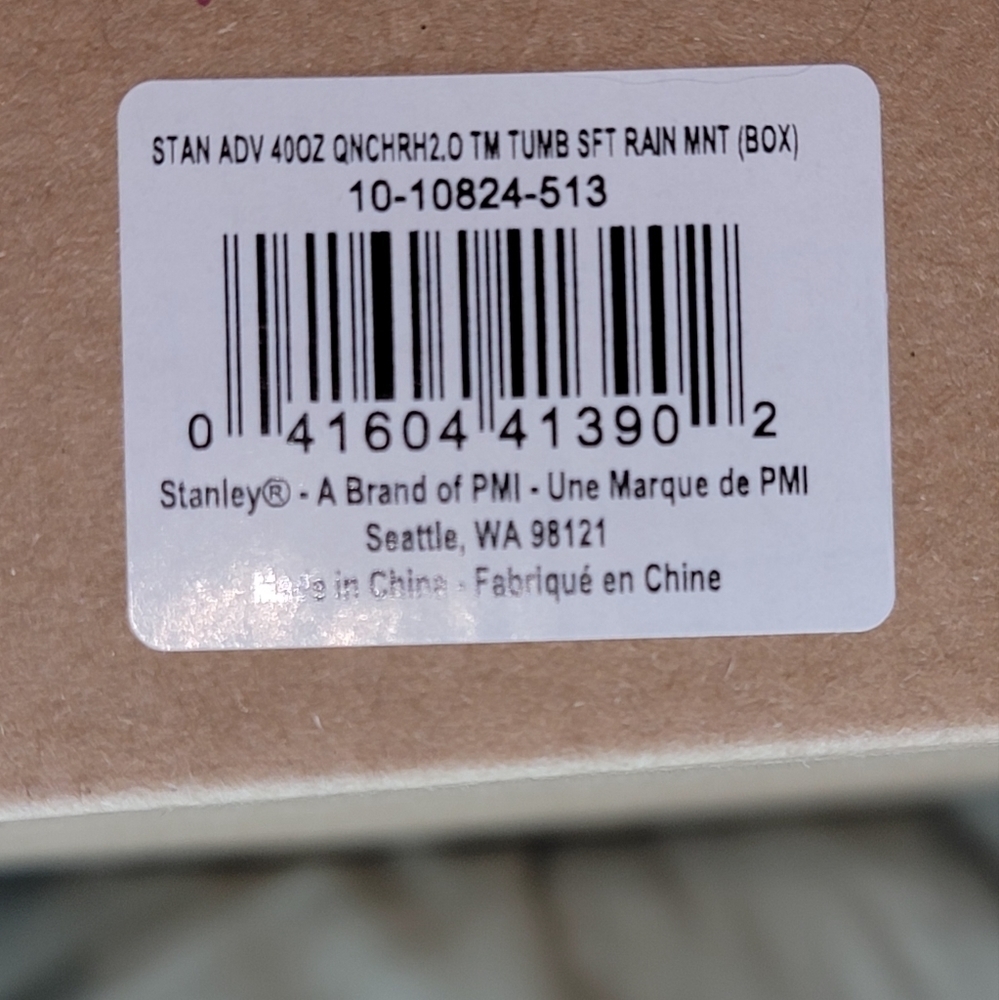 STAN ADV 40OZ QNCHRH2.O TM TUMB SFT RAIN MNT (BOX)
10-10824-513
0 41604 41390 2
Stanley® - A Brand of PMI - Une Marque de PMI
Seattle, WA 98121
Made in China - Fabriqué en Chine